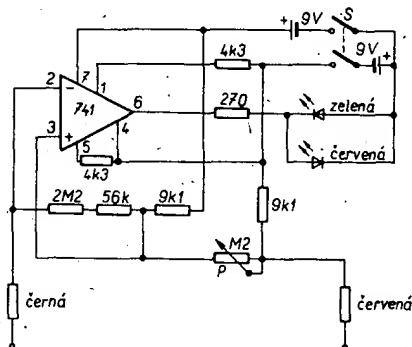 + 9V S
7 1 4k3 9V +
2 − 741 6 270 zelená
3 + 5 4 červená
4k3
2M2 56k 9k1 9k1
M2
P
černá červená